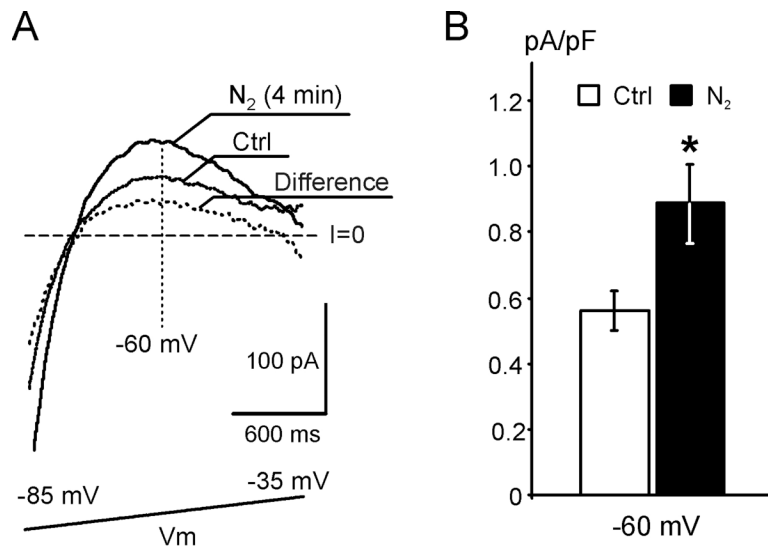 A
N₂ (4 min)
Ctrl
Difference
I=0
-60 mV
100 pA
600 ms
-85 mV
-35 mV
Vm
B
pA/pF
Ctrl
N₂
*
1.2
1.0
0.8
0.6
0.4
0.2
0
-60 mV